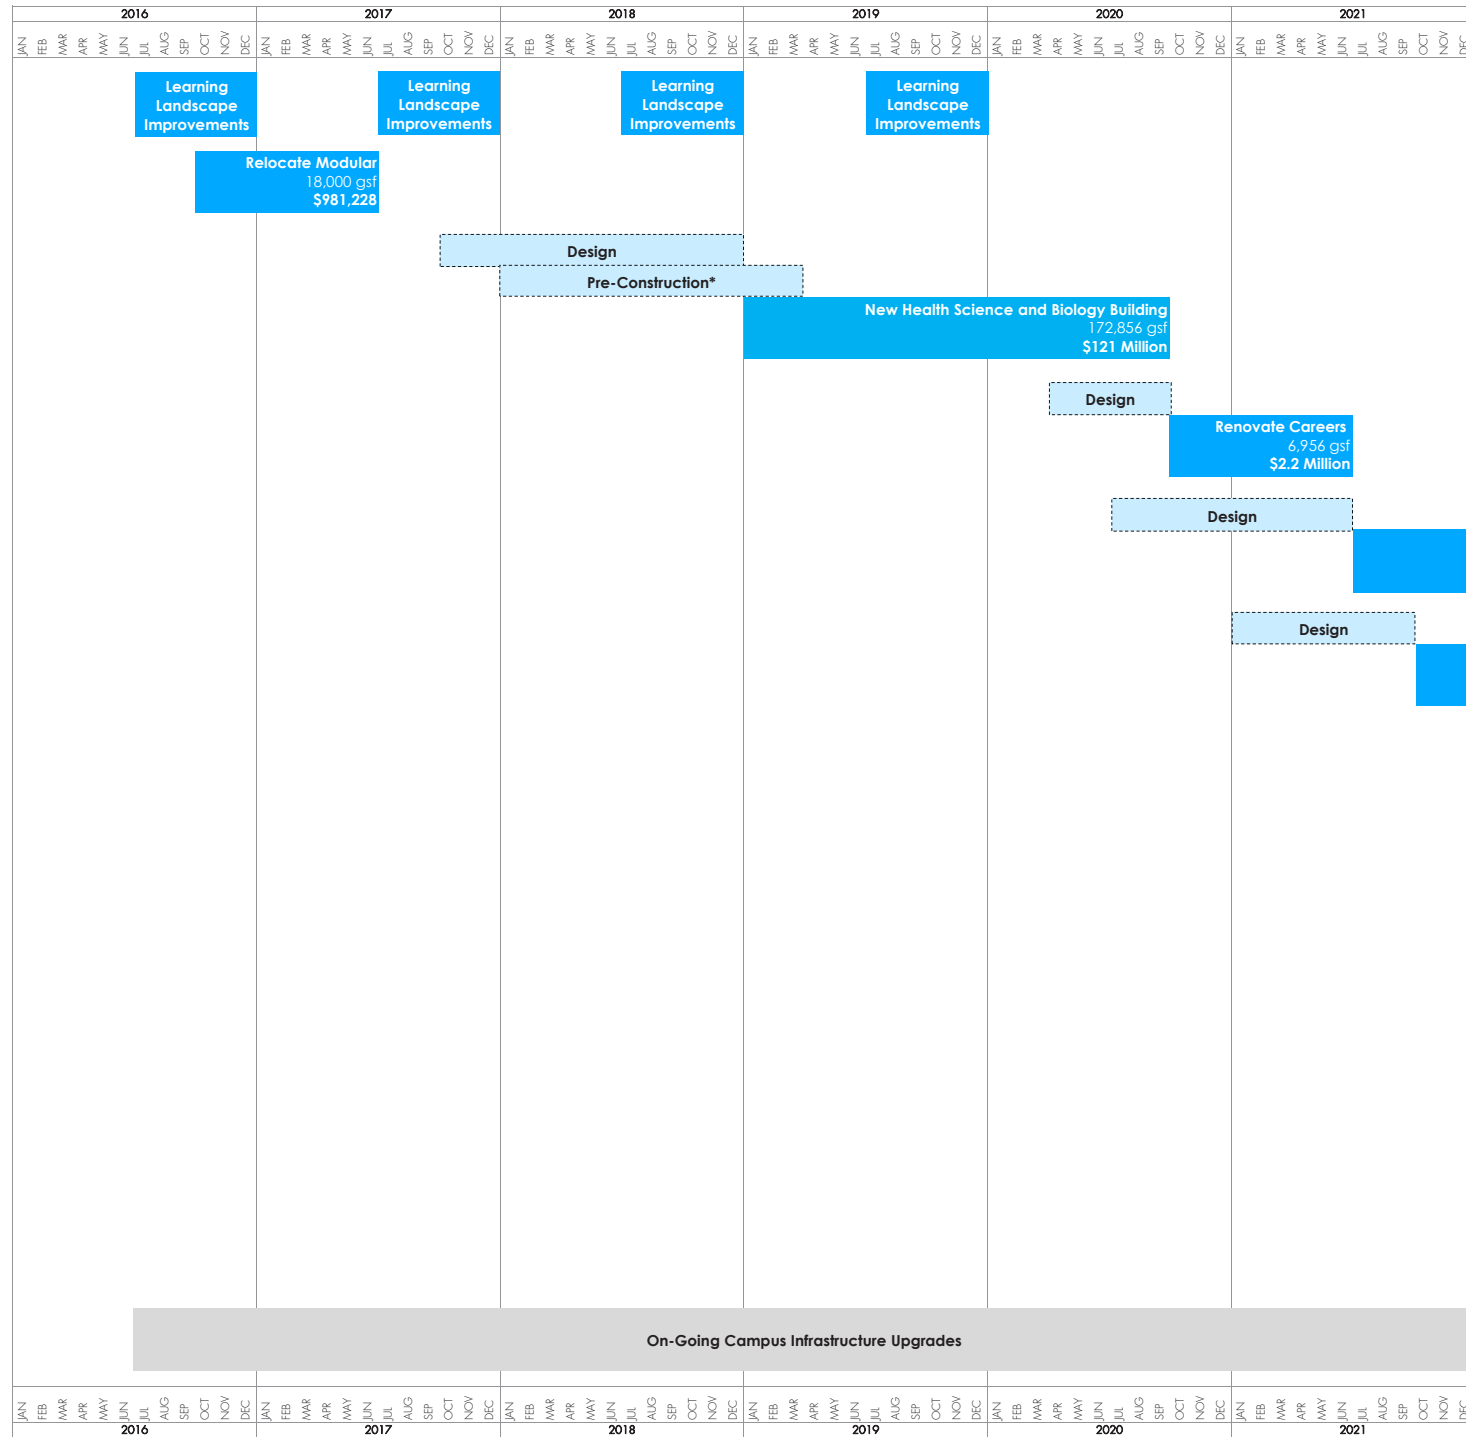 2016 2017 2018 2019 2020 2021
JAN FEB MAR APR MAY JUN JUL AUG SEP OCT NOV DEC JAN FEB MAR APR MAY JUN JUL AUG SEP OCT NOV DEC JAN FEB MAR APR MAY JUN JUL AUG SEP OCT NOV DEC JAN FEB MAR APR MAY JUN JUL AUG SEP OCT NOV DEC JAN FEB MAR APR MAY JUN JUL AUG SEP OCT NOV DEC JAN FEB MAR APR MAY JUN JUL AUG SEP OCT NOV DEC
Learning
Landscape
Improvements
Learning
Landscape
Improvements
Learning
Landscape
Improvements
Learning
Landscape
Improvements
Relocate Modular
18,000 gsf
$981,228
Design
Pre-Construction*
New Health Science and Biology Building
172,856 gsf
$121 Million
Design
Renovate Careers
6,956 gsf
$2.2 Million
Design
Design
On-Going Campus Infrastructure Upgrades
JAN FEB MAR APR MAY JUN JUL AUG SEP OCT NOV DEC JAN FEB MAR APR MAY JUN JUL AUG SEP OCT NOV DEC JAN FEB MAR APR MAY JUN JUL AUG SEP OCT NOV DEC JAN FEB MAR APR MAY JUN JUL AUG SEP OCT NOV DEC JAN FEB MAR APR MAY JUN JUL AUG SEP OCT NOV DEC JAN FEB MAR APR MAY JUN JUL AUG SEP OCT NOV DEC
2016 2017 2018 2019 2020 2021